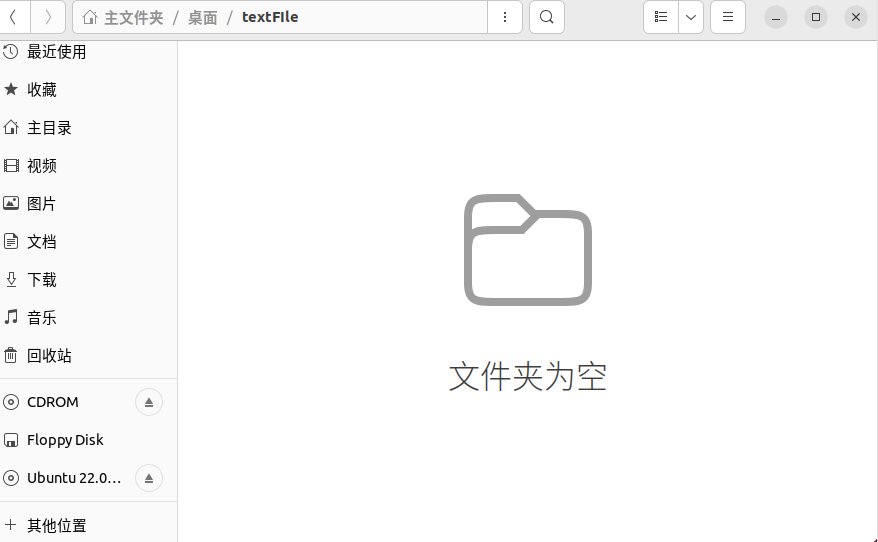 主文件夹 / 桌面 / textFIle
最近使用
收藏
主目录
视频
图片
文档
下载
音乐
回收站
CDROM
Floppy Disk
Ubuntu 22.0…
其他位置
文件夹为空